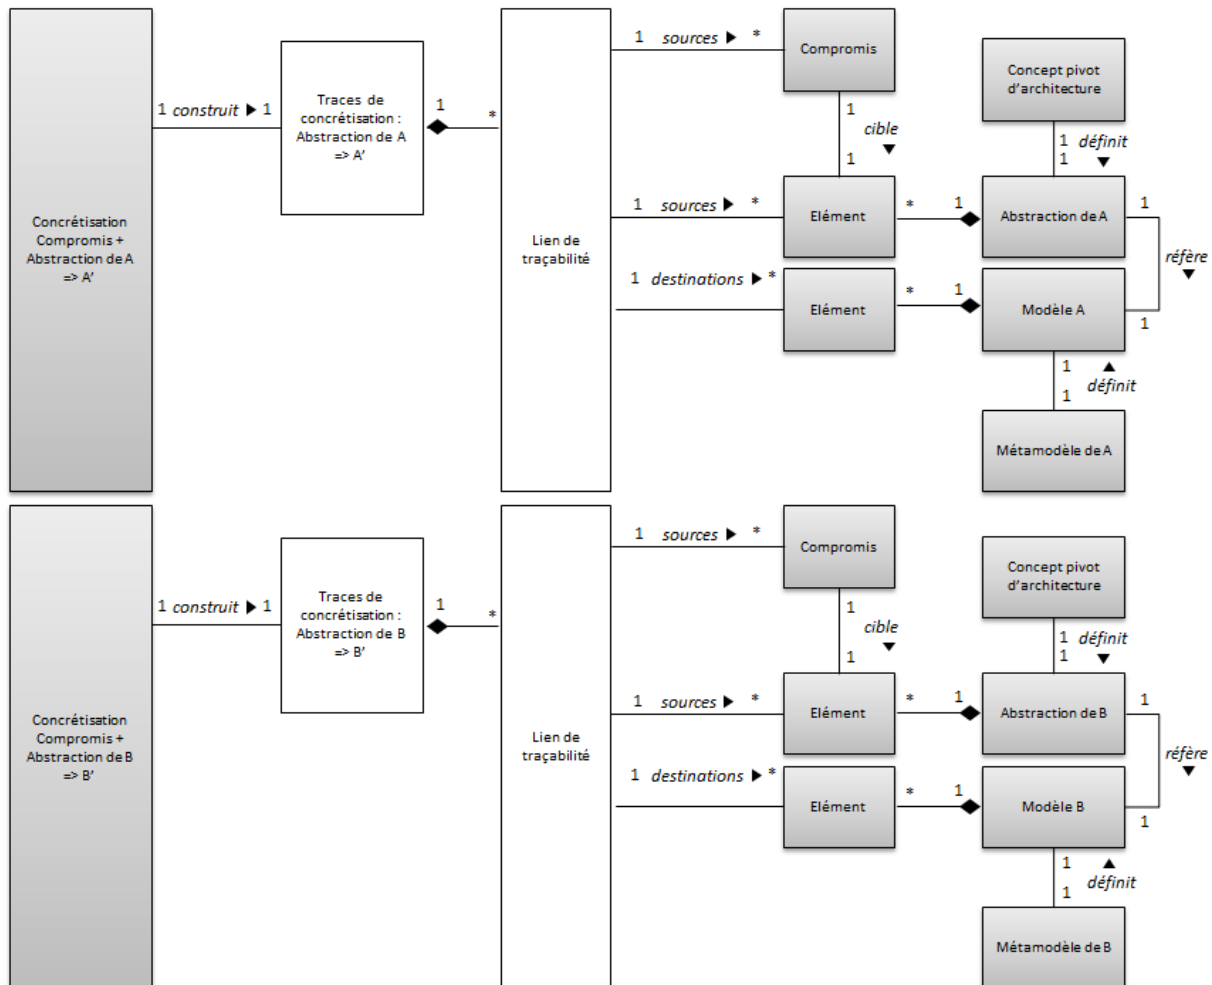 1 sources ▶ *
Compromis
Concept pivot
d'architecture
1 construit ▶ 1
Traces de
concrétisation :
Abstraction de A
=> A'
1
*
1
cible
▼
1
1 définit
1 ▼
Concrétisation
Compromis +
Abstraction de A
=> A'
Lien de
traçabilité
1 sources ▶ *
Elément
* 1
Abstraction de A
1
réfère
▼
1 destinations ▶ *
Elément
* 1
Modèle A
1
1 ▲
définit
1
Métamodèle de A
1 sources ▶ *
Compromis
Concept pivot
d'architecture
1 construit ▶ 1
Traces de
concrétisation :
Abstraction de B
=> B'
1
*
1
cible
▼
1
1 définit
1 ▼
Concrétisation
Compromis +
Abstraction de B
=> B'
Lien de
traçabilité
1 sources ▶ *
Elément
* 1
Abstraction de B
1
réfère
▼
1 destinations ▶ *
Elément
* 1
Modèle B
1
1 ▲
définit
1
Métamodèle de B